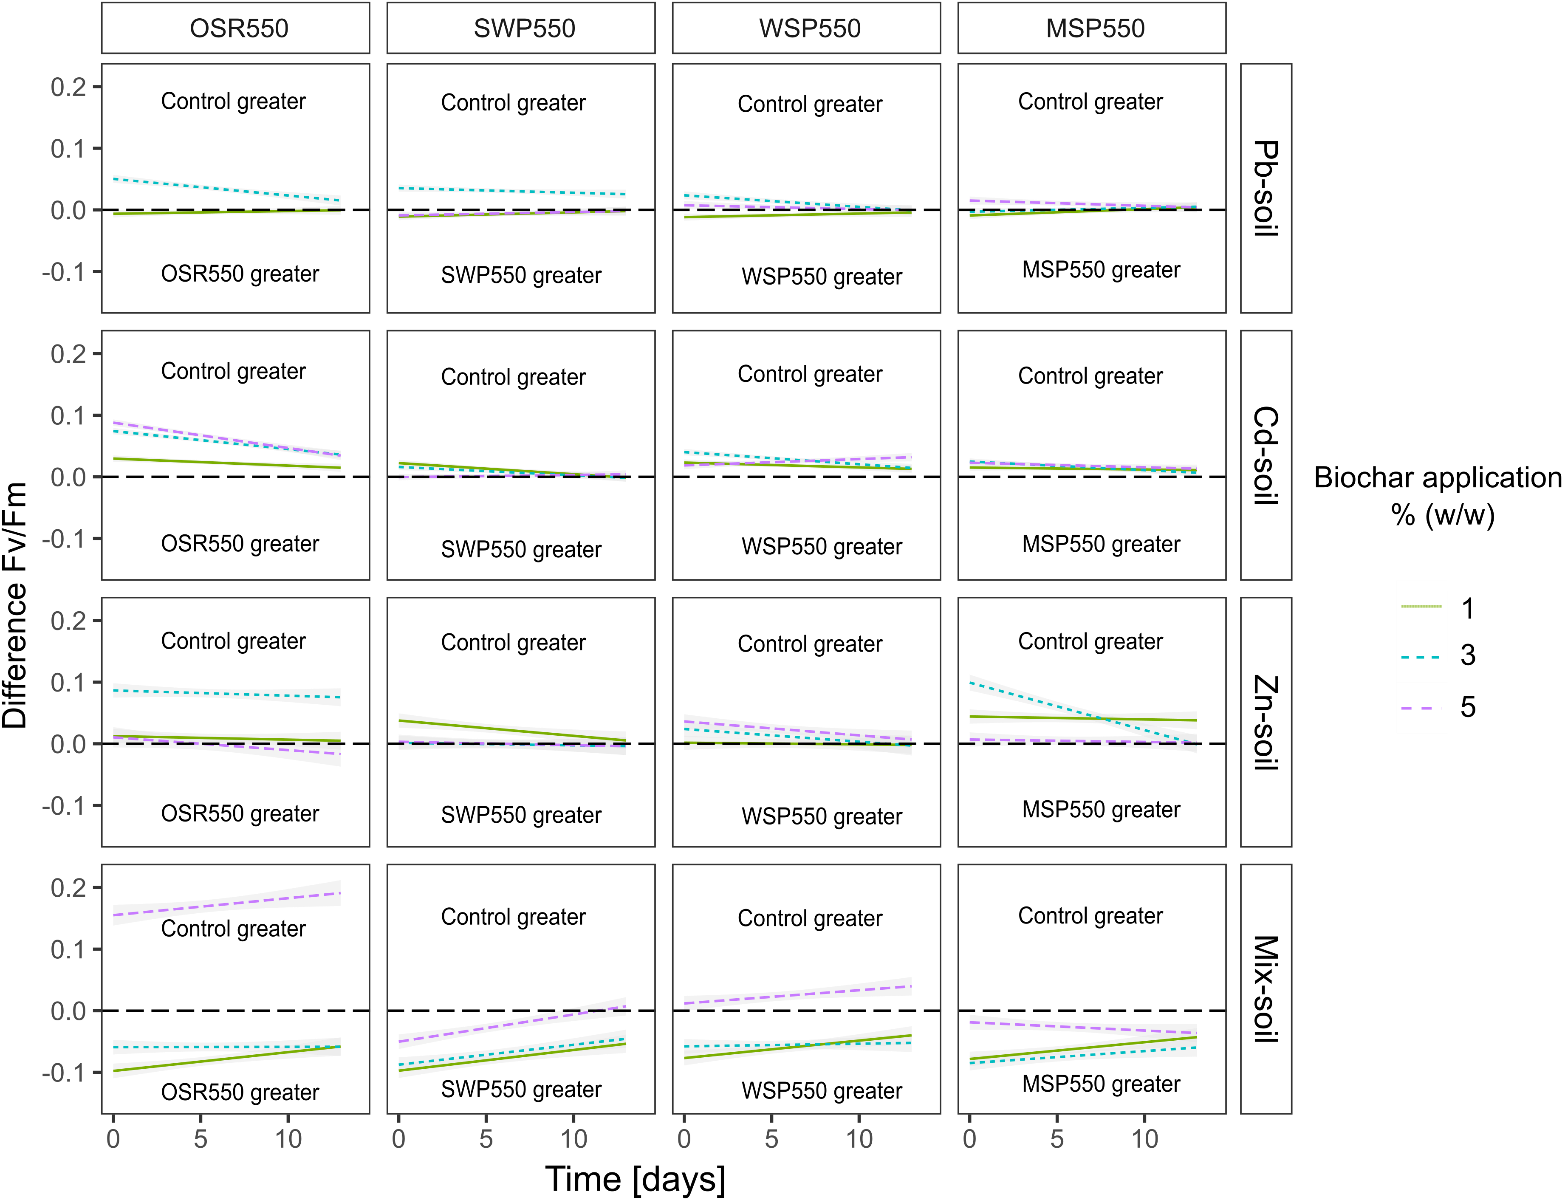 OSR550 SWP550 WSP550 MSP550
0.2 Control greater Control greater Control greater Control greater
0.1
0.0
-0.1 OSR550 greater SWP550 greater WSP550 greater MSP550 greater
Pb-soil
0.2 Control greater Control greater Control greater Control greater
0.1
0.0
-0.1 OSR550 greater SWP550 greater WSP550 greater MSP550 greater
Cd-soil
0.2 Control greater Control greater Control greater Control greater
0.1
0.0
-0.1 OSR550 greater SWP550 greater WSP550 greater MSP550 greater
Zn-soil
0.2 Control greater Control greater Control greater Control greater
0.1
0.0
-0.1 OSR550 greater SWP550 greater WSP550 greater MSP550 greater
Mix-soil
0 5 10 0 5 10 0 5 10 0 5 10
Time [days]
Difference Fv/Fm
Biochar application
% (w/w)
1
3
5